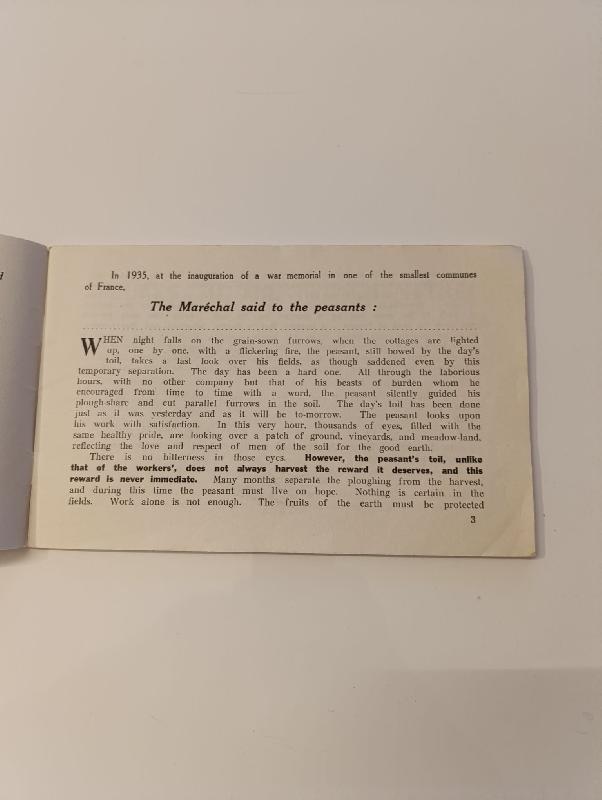 d
In 1935, at the inauguration of a war memorial in one of the smallest communes
of France,
The Maréchal said to the peasants :
WHEN night falls on the grain-sown furrows, when the cottages are lighted
up, one by one, with a flickering fire, the peasant, still bowed by the day's
toil, takes a last look over his fields, as though saddened even by this
temporary separation. The day has been a hard one. All through the laborious
hours, with no other company but that of his beasts of burden whom he
encouraged from time to time with a word, the peasant silently guided his
plough-share and cut parallel furrows in the soil. The day's toil has been done
just as it was yesterday and as it will be to-morrow. The peasant looks upon
his work with satisfaction. In this very hour, thousands of eyes, filled with the
same healthy pride, are looking over a patch of ground, vineyards, and meadow-land,
reflecting the love and respect of men of the soil for the good earth.
There is no bitterness in those eyes. However, the peasant's toil, unlike
that of the workers', does not always harvest the reward it deserves, and this
reward is never immediate. Many months separate the ploughing from the harvest,
and during this time the peasant must live on hope. Nothing is certain in the
fields. Work alone is not enough. The fruits of the earth must be protected
3